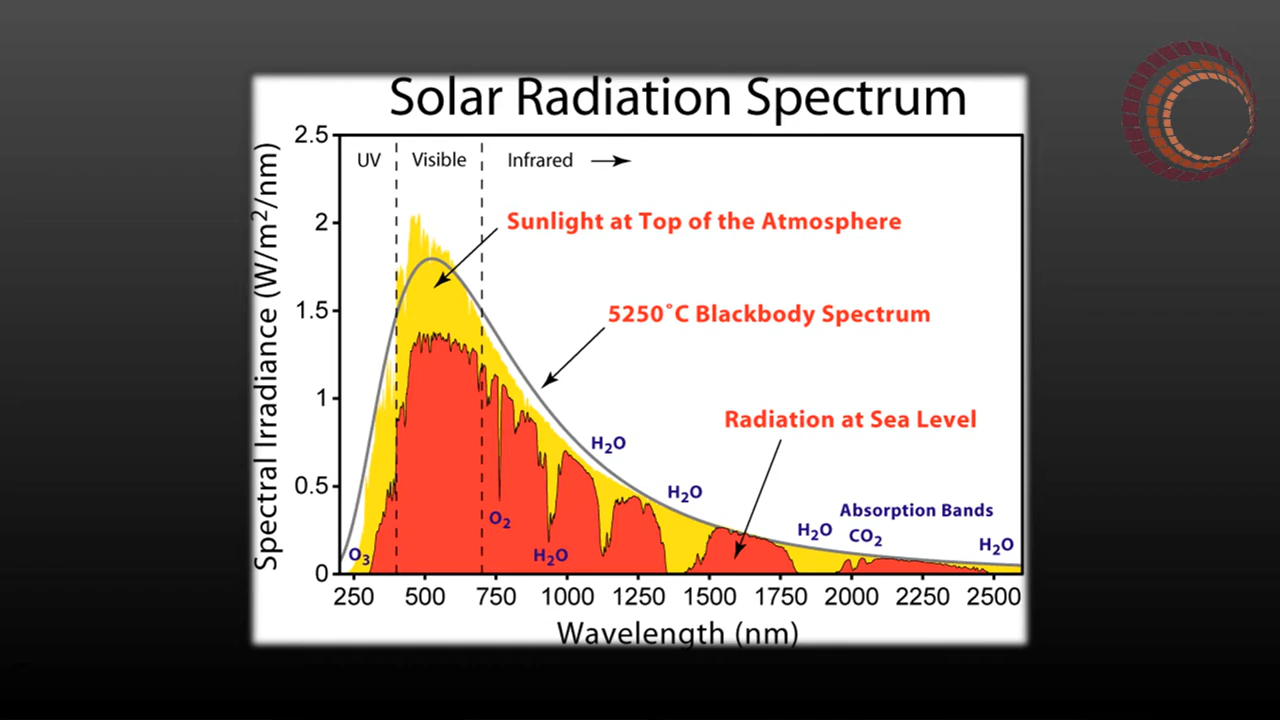 Solar Radiation Spectrum
UV
Visible
Infrared
Sunlight at Top of the Atmosphere
5250°C Blackbody Spectrum
Radiation at Sea Level
H₂O
H₂O
Absorption Bands
H₂O
CO₂
H₂O
O₃
O₂
H₂O
Spectral Irradiance (W/m²/nm)
2.5
2
1.5
1
0.5
0
250 500 750 1000 1250 1500 1750 2000 2250 2500
Wavelength (nm)